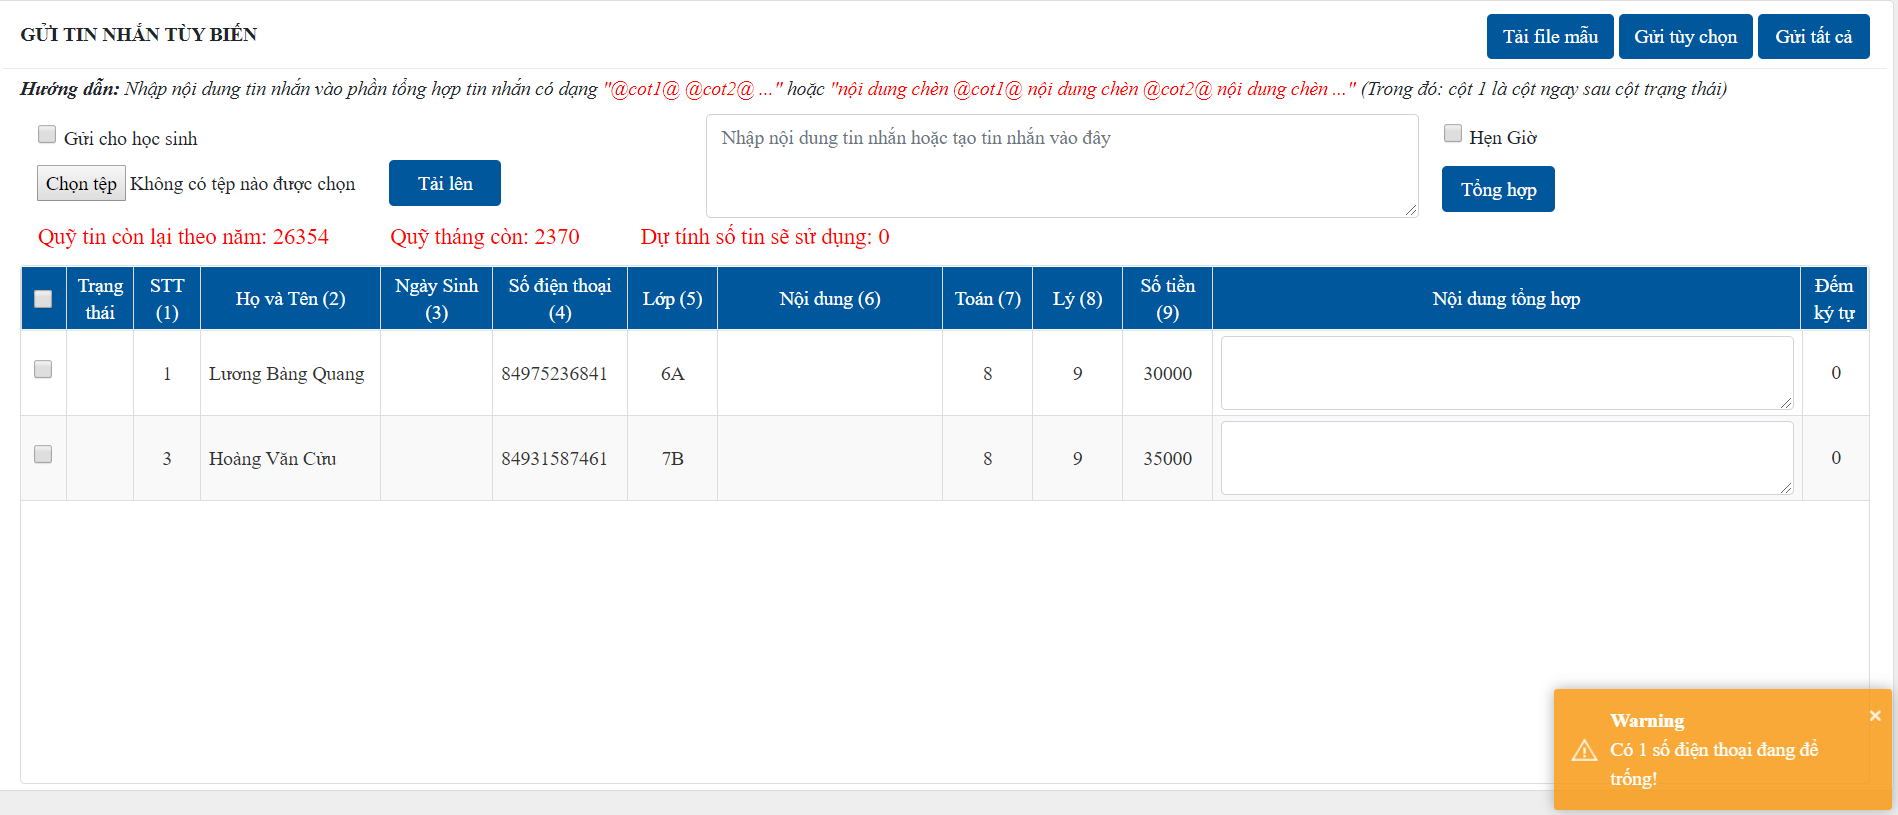 GỬI TIN NHẮN TÙY BIẾN
Tải file mẫu
Gửi tùy chọn
Gửi tất cả
Hướng dẫn: Nhập nội dung tin nhắn vào phần tổng hợp tin nhắn có dạng "@cot1@ @cot2@ ..." hoặc "nội dung chèn @cot1@ nội dung chèn @cot2@ nội dung chèn ..." (Trong đó: cột 1 là cột ngay sau cột trạng thái)
Gửi cho học sinh
Nhập nội dung tin nhắn hoặc tạo tin nhắn vào đây
Hẹn Giờ
Chọn tệp Không có tệp nào được chọn
Tải lên
Tổng hợp
Quỹ tin còn lại theo năm: 26354
Quỹ tháng còn: 2370
Dự tính số tin sẽ sử dụng: 0
Trạng thái
STT (1)
Họ và Tên (2)
Ngày Sinh (3)
Số điện thoại (4)
Lớp (5)
Nội dung (6)
Toán (7)
Lý (8)
Số tiền (9)
Nội dung tổng hợp
Đếm ký tự
1 Lương Bảng Quang 84975236841 6A 8 9 30000 0
3 Hoàng Văn Cửu 84931587461 7B 8 9 35000 0
Warning
×
Có 1 số điện thoại đang để
trống!